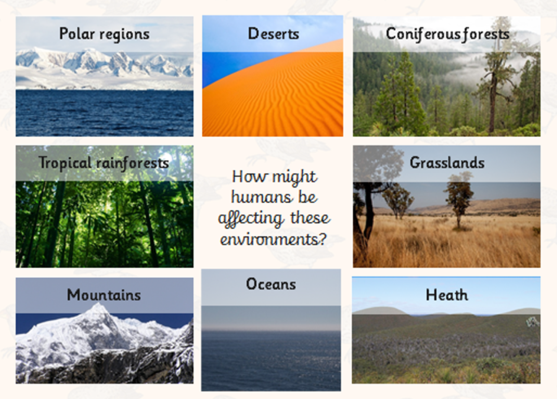 Polar regions
Deserts
Coniferous forests
Tropical rainforests
How might
humans be
affecting these
environments?
Grasslands
Mountains
Oceans
Heath